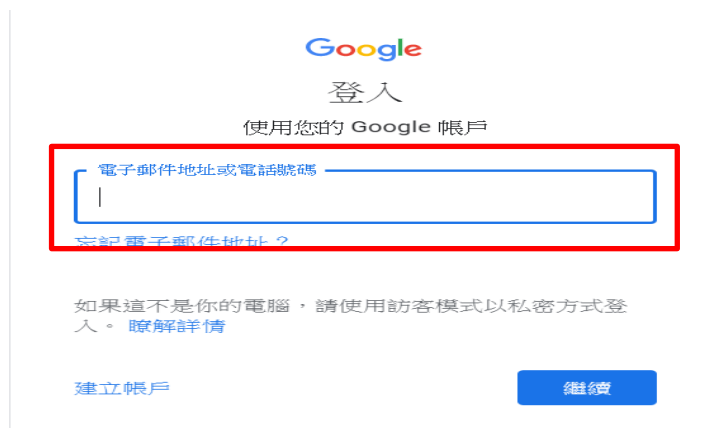 Google
登入
使用您的 Google 帳戶
電子郵件地址或電話號碼
忘記電子郵件地址？
如果這不是你的電腦，請使用訪客模式以私密方式登
入。瞭解詳情
建立帳戶
繼續